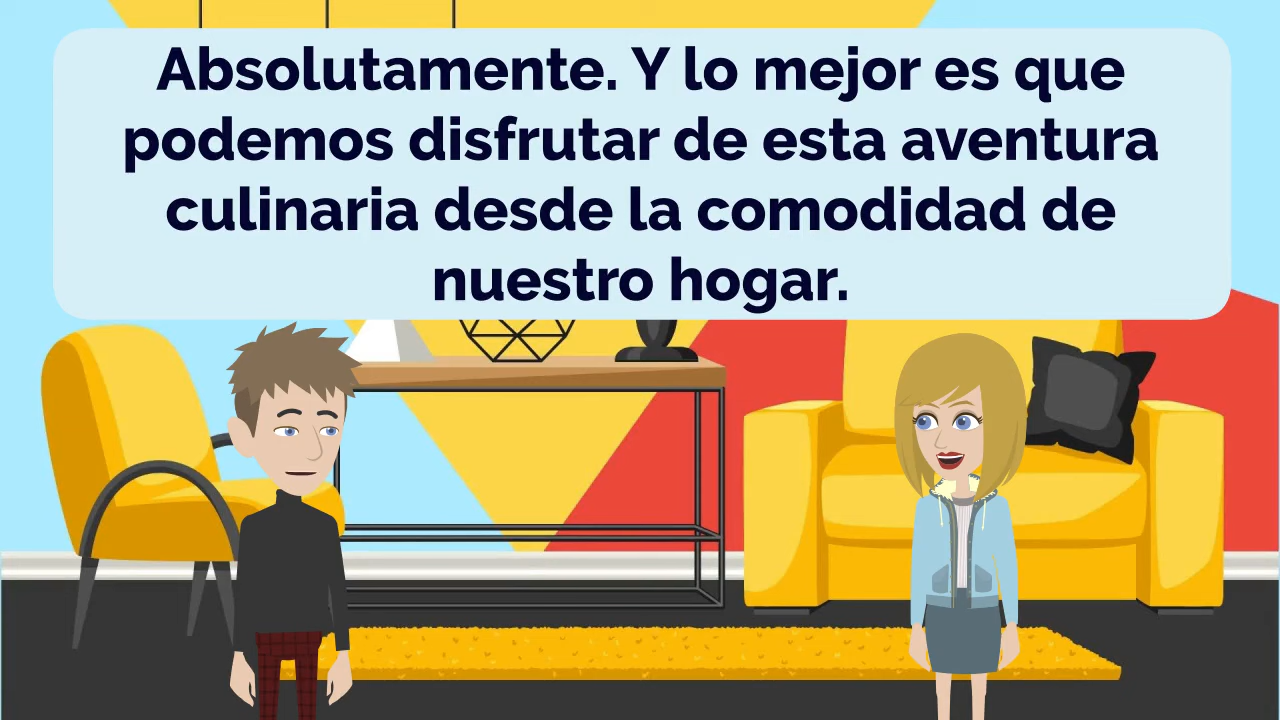 Absolutamente. Y lo mejor es que
podemos disfrutar de esta aventura
culinaria desde la comodidad de
nuestro hogar.